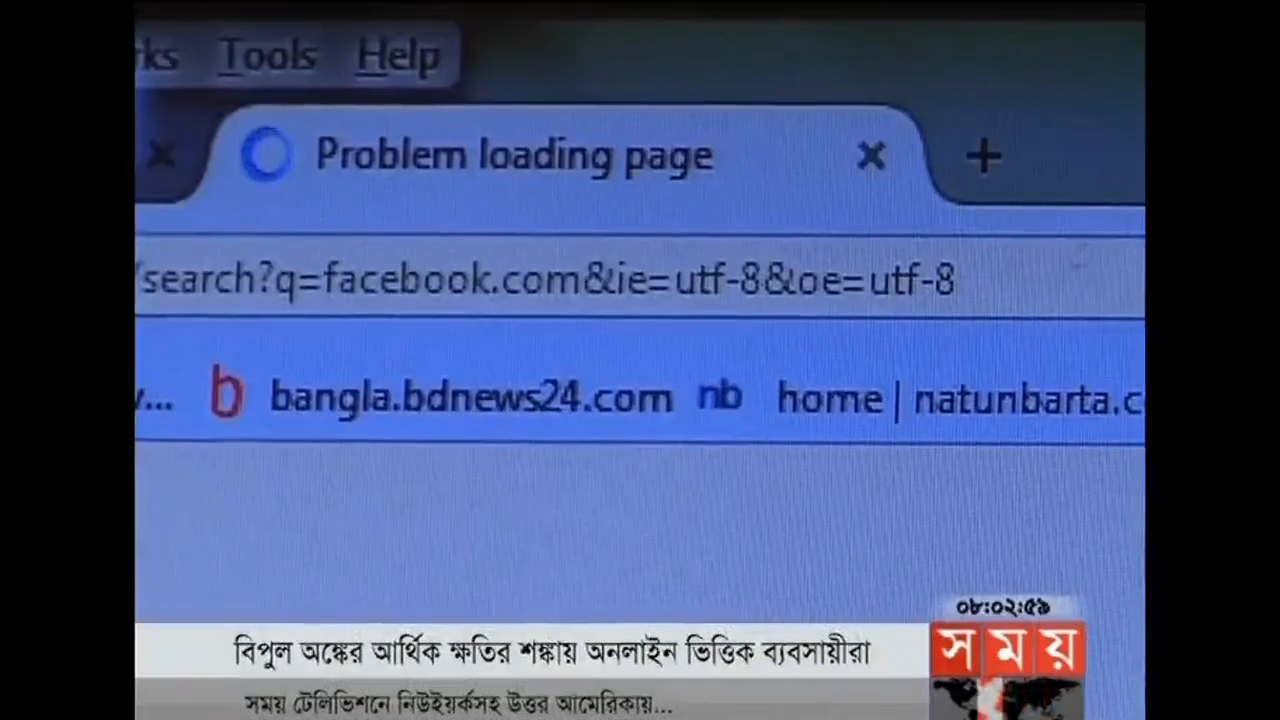 Tools Help
Problem loading page
/search?q=facebook.com&ie=utf-8&oe=utf-8
b bangla.bdnews24.com nb home | natunbarta.c
০৮:০২:৫৯
বিপুল অঙ্কের আর্থিক ক্ষতির শঙ্কায় অনলাইন ভিত্তিক ব্যবসায়ীরা
সময়
সময় টেলিভিশনে নিউইয়র্কসহ উত্তর আমেরিকায়...